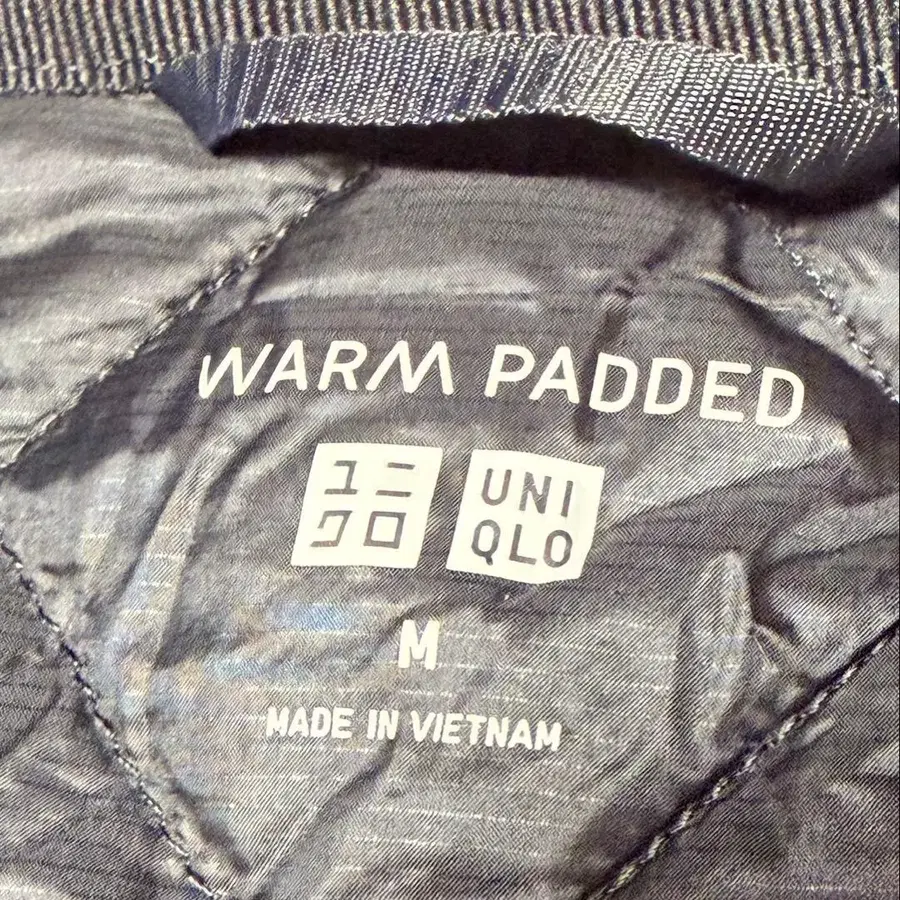 WARM PADDED
ユニ UNI
クロ QLO
M
MADE IN VIETNAM